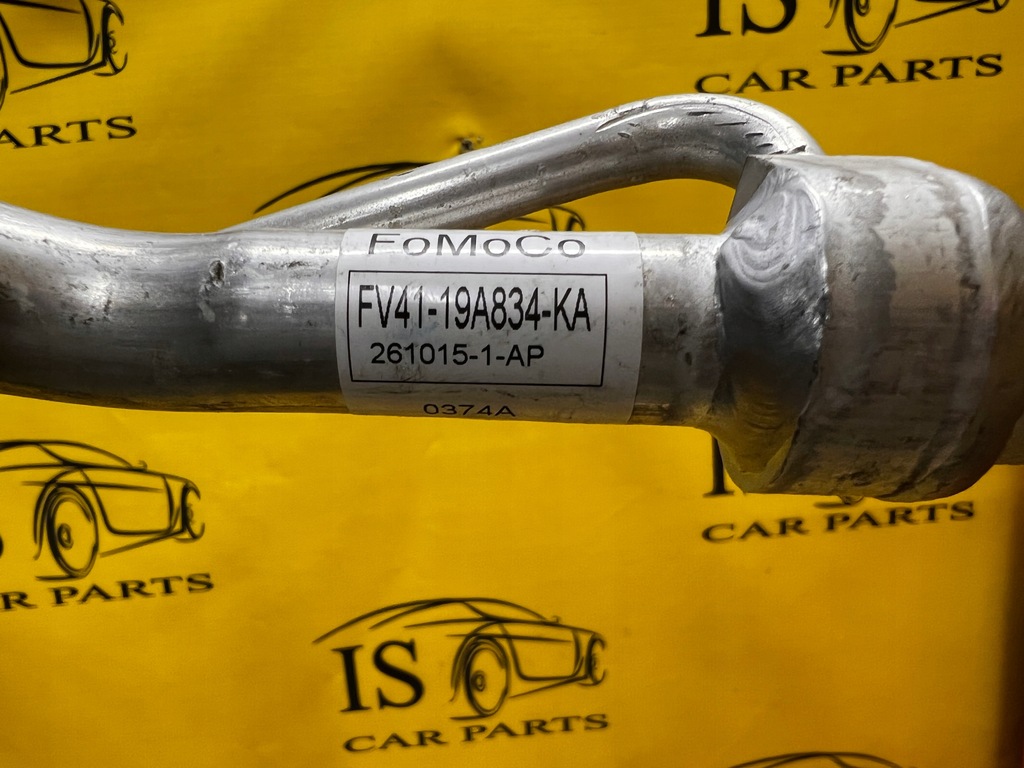 IS
CAR PARTS
ARTS
FoMoCo
FV41-19A834-KA
261015-1-AP
0374A
CAR PARTS
R PARTS
IS
CAR PARTS